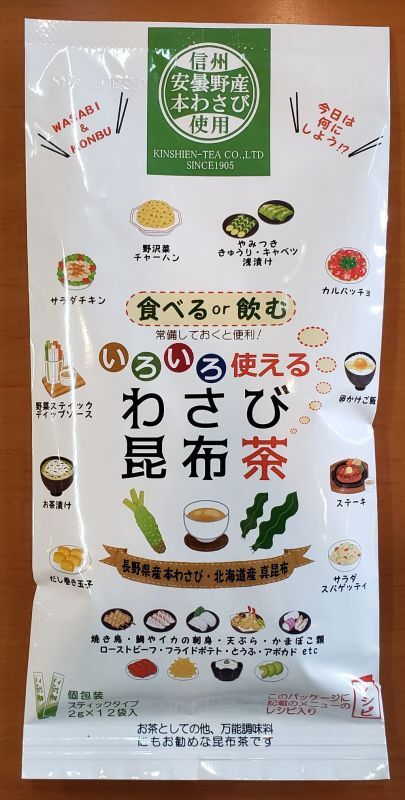 信州
安曇野産
本わさび
使用
KINSHIEN-TEA CO.,LTD
SINCE1905
WASABI
&
KONBU
今日は
何に
しよう!?
野沢菜
チャーハン
やみつき
きゅうり・キャベツ
浅漬け
サラダチキン
カルパッチョ
食べる or 飲む
常備しておくと便利!
いろいろ使える
わさび
昆布茶
野菜スティック
ディップソース
卵かけご飯
お茶漬け
ステーキ
だし巻き玉子
サラダ
スパゲッティ
長野県産 本わさび・北海道産 真昆布
焼き鳥・鯛やイカの刺身・天ぷら・かまぼこ類
ローストビーフ・フライドポテト・とうふ・アボカド etc
個包装
スティックタイプ
2g×12袋入
このパッケージに
記載のメニューの
レシピ入り
レシピ
お茶としての他、万能調味料
にもお勧めな昆布茶です